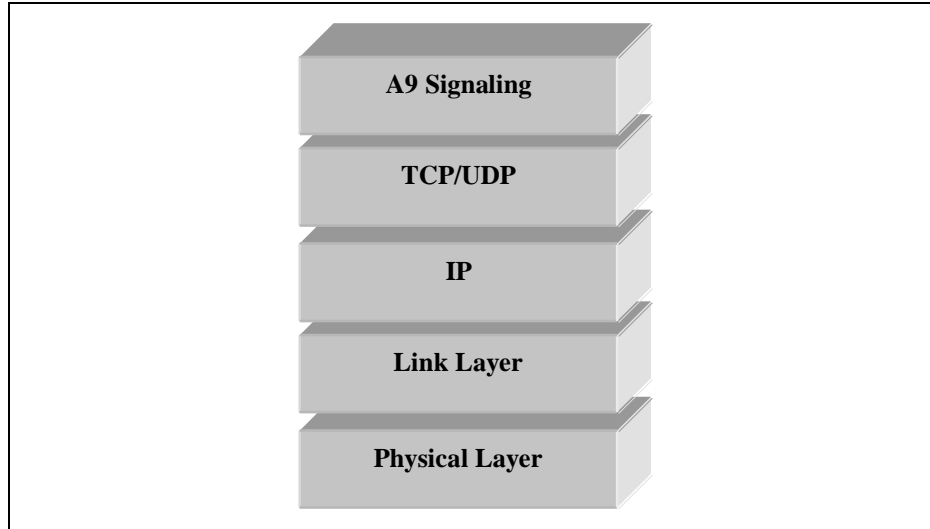 A9 Signaling
TCP/UDP
IP
Link Layer
Physical Layer